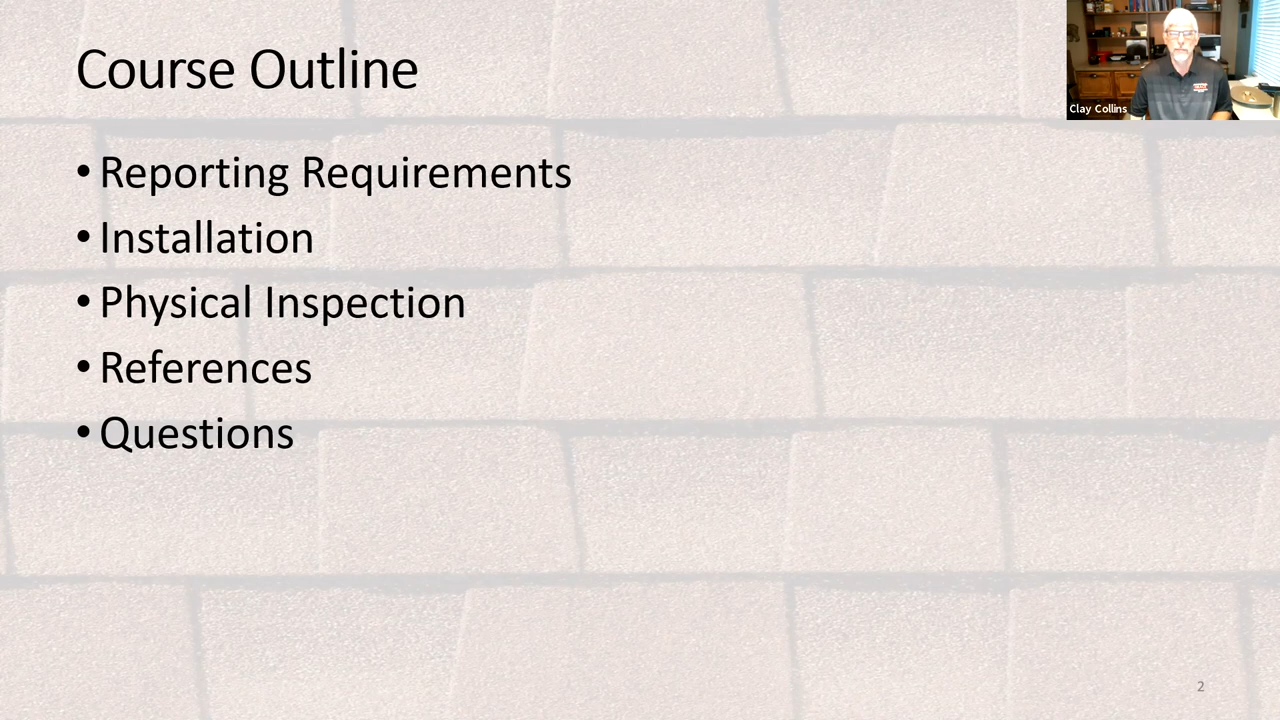 Course Outline
Clay Collins
• Reporting Requirements
• Installation
• Physical Inspection
• References
• Questions
2